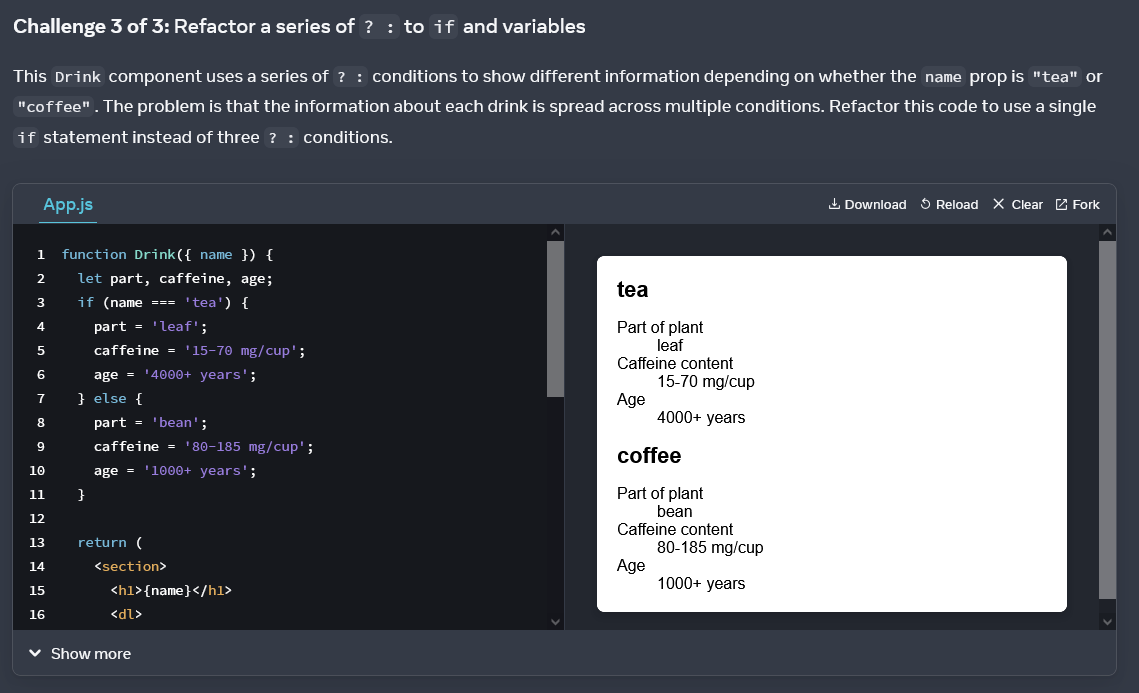 Challenge 3 of 3: Refactor a series of ? : to if and variables
This Drink component uses a series of ? : conditions to show different information depending on whether the name prop is "tea" or
"coffee". The problem is that the information about each drink is spread across multiple conditions. Refactor this code to use a single
if statement instead of three ? : conditions.
App.js
Download Reload Clear Fork
1 function Drink({ name }) {
2   let part, caffeine, age;
3   if (name === 'tea') {
4     part = 'leaf';
5     caffeine = '15-70 mg/cup';
6     age = '4000+ years';
7   } else {
8     part = 'bean';
9     caffeine = '80-185 mg/cup';
10     age = '1000+ years';
11   }
12
13   return (
14     <section>
15       <h1>{name}</h1>
16       <dl>
tea
Part of plant
leaf
Caffeine content
15-70 mg/cup
Age
4000+ years
coffee
Part of plant
bean
Caffeine content
80-185 mg/cup
Age
1000+ years
Show more